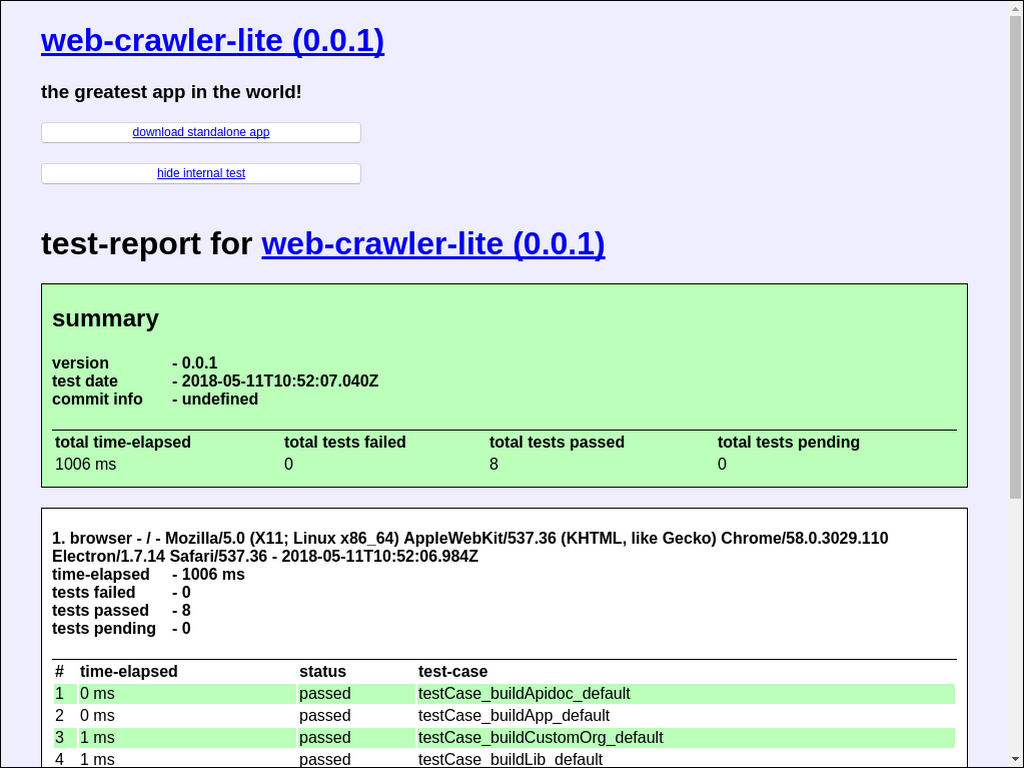 web-crawler-lite (0.0.1)
the greatest app in the world!
download standalone app
hide internal test
test-report for web-crawler-lite (0.0.1)
summary
version - 0.0.1
test date - 2018-05-11T10:52:07.040Z
commit info - undefined
total time-elapsed total tests failed total tests passed total tests pending
1006 ms 0 8 0
1. browser - / - Mozilla/5.0 (X11; Linux x86_64) AppleWebKit/537.36 (KHTML, like Gecko) Chrome/58.0.3029.110
Electron/1.7.14 Safari/537.36 - 2018-05-11T10:52:06.984Z
time-elapsed - 1006 ms
tests failed - 0
tests passed - 8
tests pending - 0
# time-elapsed status test-case
1 0 ms passed testCase_buildApidoc_default
2 0 ms passed testCase_buildApp_default
3 1 ms passed testCase_buildCustomOrg_default
4 1 ms passed testCase_buildLib_default